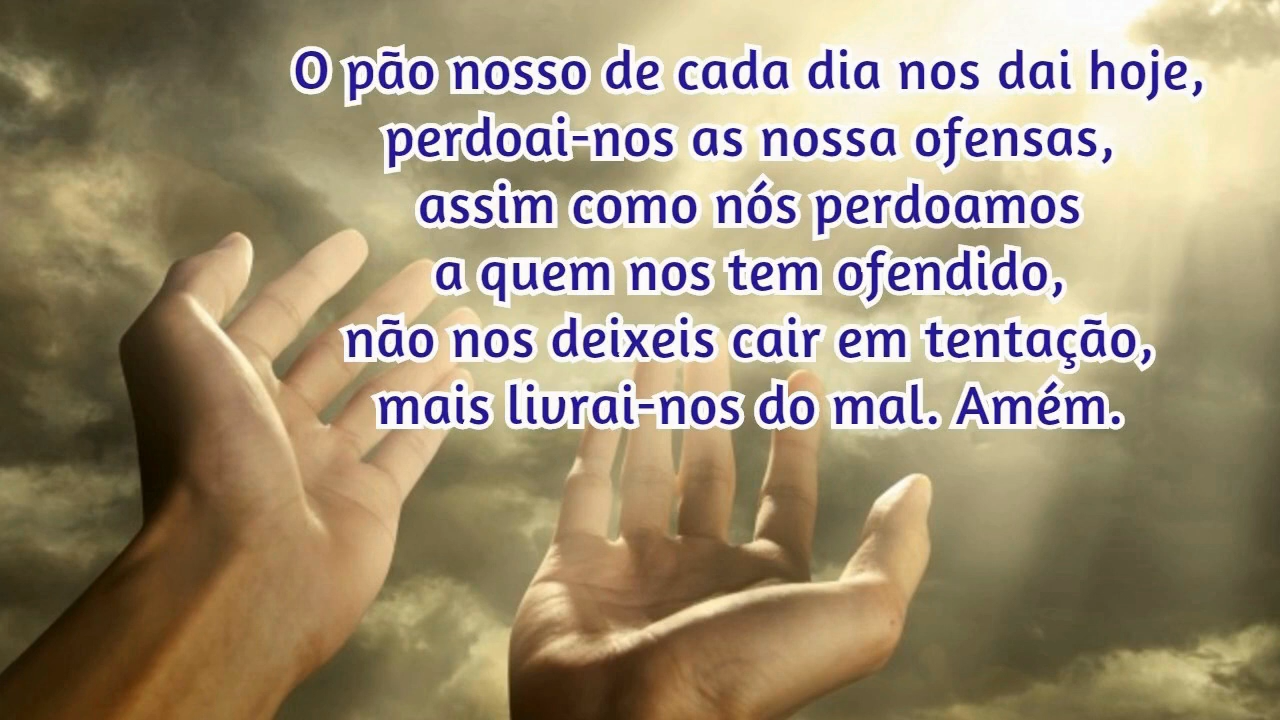 O pão nosso de cada dia nos dai hoje,
perdoai-nos as nossa ofensas,
assim como nós perdoamos
a quem nos tem ofendido,
não nos deixeis cair em tentação,
mais livrai-nos do mal. Amém.